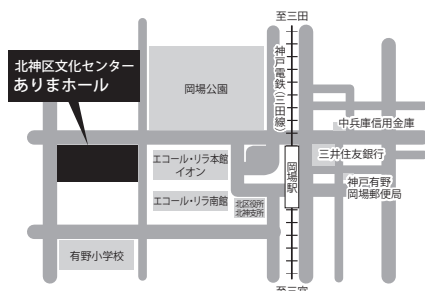 至三田
北神区文化センター
ありまホール
岡場公園
神戸電鉄(三田線)
中兵庫信用金庫
エコール・リラ本館
イオン
岡場駅
三井住友銀行
神戸有野
岡場郵便局
エコール・リラ南館
北区役所
北神支所
有野小学校
至三宮